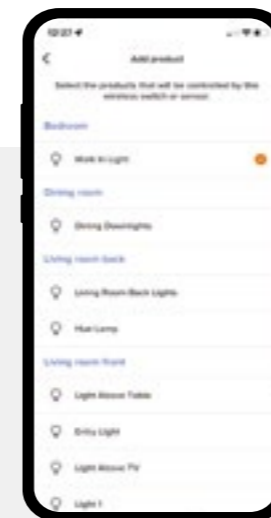 10:27
Add product
Select the products that will be controlled by this
wireless switch or sensor.
Bedroom
Walk In Light
Dining room
Dining Downlights
Living room back
Living Room Back Lights
Hue Lamp
Living room front
Light Above Table
Entry Light
Light Above TV
Light 1